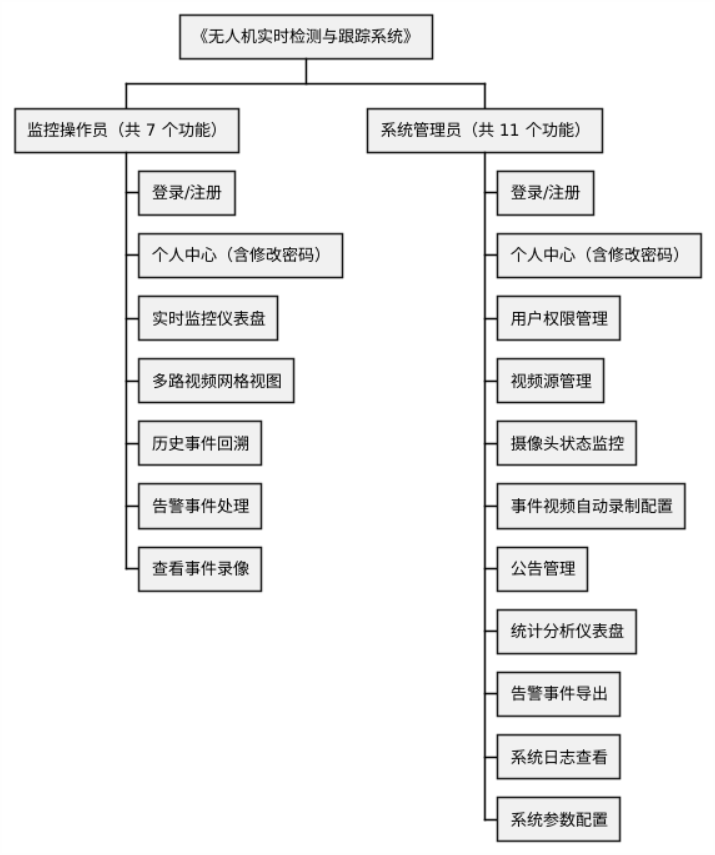 《无人机实时检测与跟踪系统》
监控操作员（共 7 个功能）
登录/注册
个人中心（含修改密码）
实时监控仪表盘
多路视频网格视图
历史事件回溯
告警事件处理
查看事件录像
系统管理员（共 11 个功能）
登录/注册
个人中心（含修改密码）
用户权限管理
视频源管理
摄像头状态监控
事件视频自动录制配置
公告管理
统计分析仪表盘
告警事件导出
系统日志查看
系统参数配置